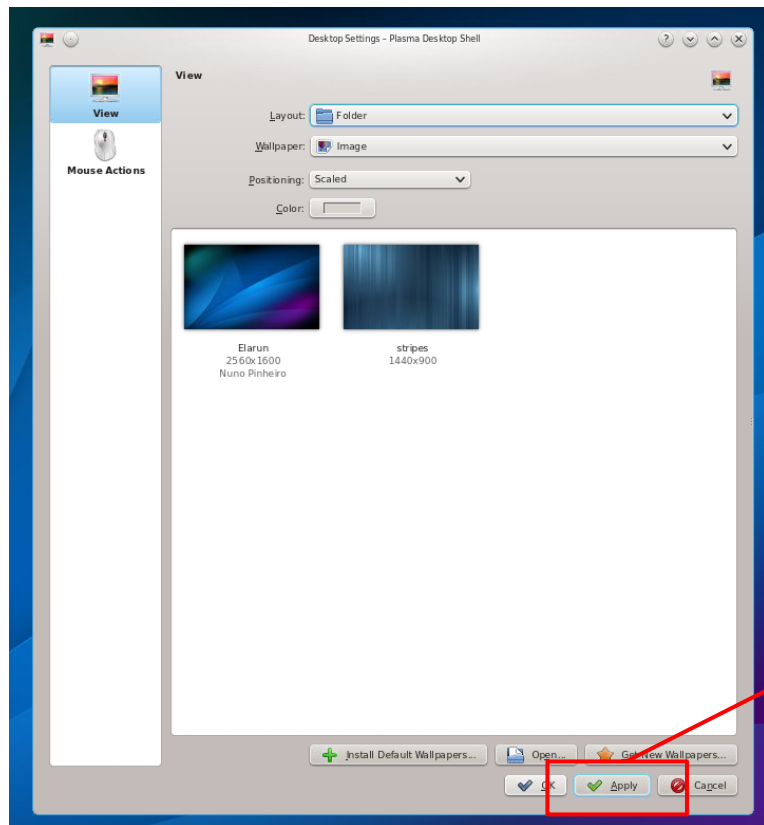 Desktop Settings – Plasma Desktop Shell
View
View
Mouse Actions
Layout: Folder
Wallpaper: Image
Positioning: Scaled
Color:
Elarun
2560x1600
Nuno Pinheiro
stripes
1440x900
Install Default Wallpapers... Open... Get New Wallpapers...
OK Apply Cancel